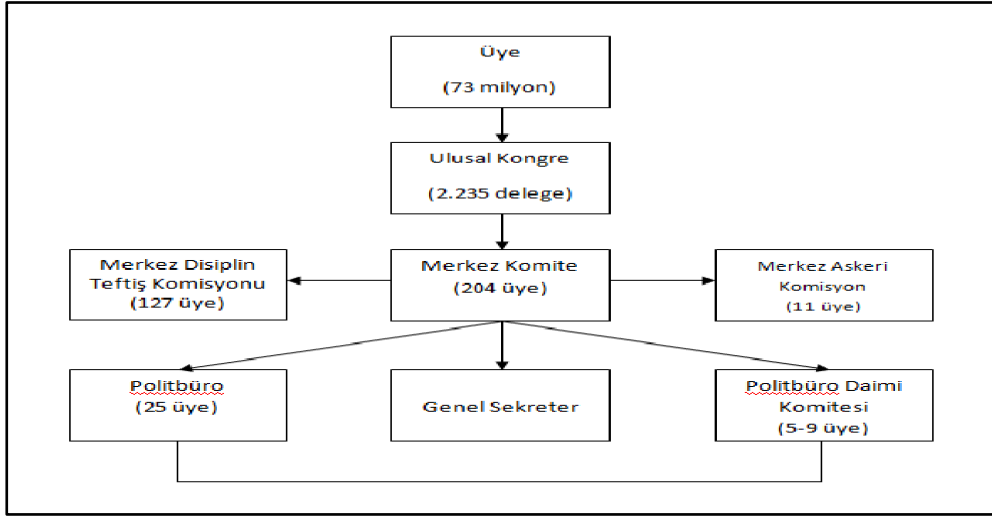 Üye
(73 milyon)
Ulusal Kongre
(2.235 delege)
Merkez Disiplin
Teftiş Komisyonu
(127 üye)
Merkez Komite
(204 üye)
Merkez Askeri
Komisyon
(11 üye)
Politbüro
(25 üye)
Genel Sekreter
Politbüro Daimi
Komitesi
(5-9 üye)